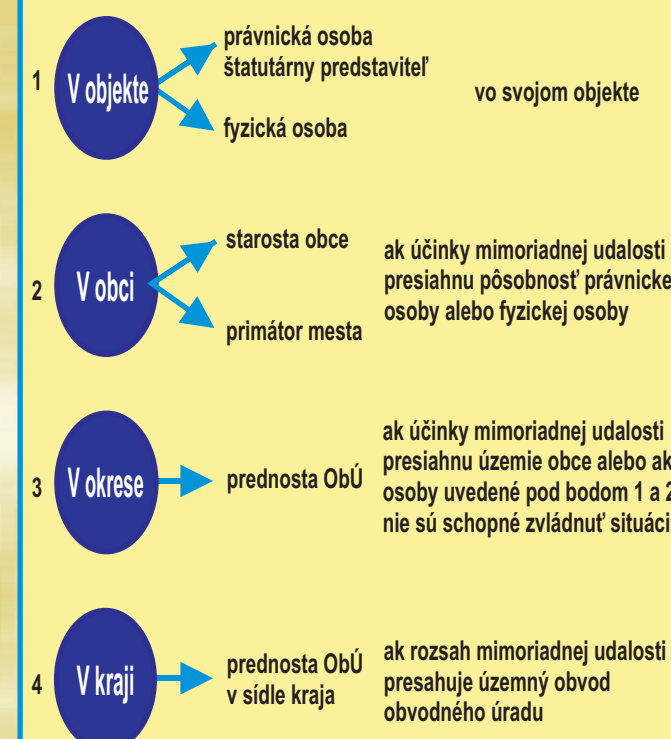 1
V objekte
právnická osoba
štatutárny predstaviteľ
fyzická osoba
vo svojom objekte
2
V obci
starosta obce
primátor mesta
ak účinky mimoriadnej udalosti
presiahnu pôsobnosť právnicke
osoby alebo fyzickej osoby
3
V okrese
prednosta ObÚ
ak účinky mimoriadnej udalosti
presiahnu územie obce alebo ak
osoby uvedené pod bodom 1 a 2
nie sú schopné zvládnuť situáci
4
V kraji
prednosta ObÚ
v sídle kraja
ak rozsah mimoriadnej udalosti
presahuje územný obvod
obvodného úradu